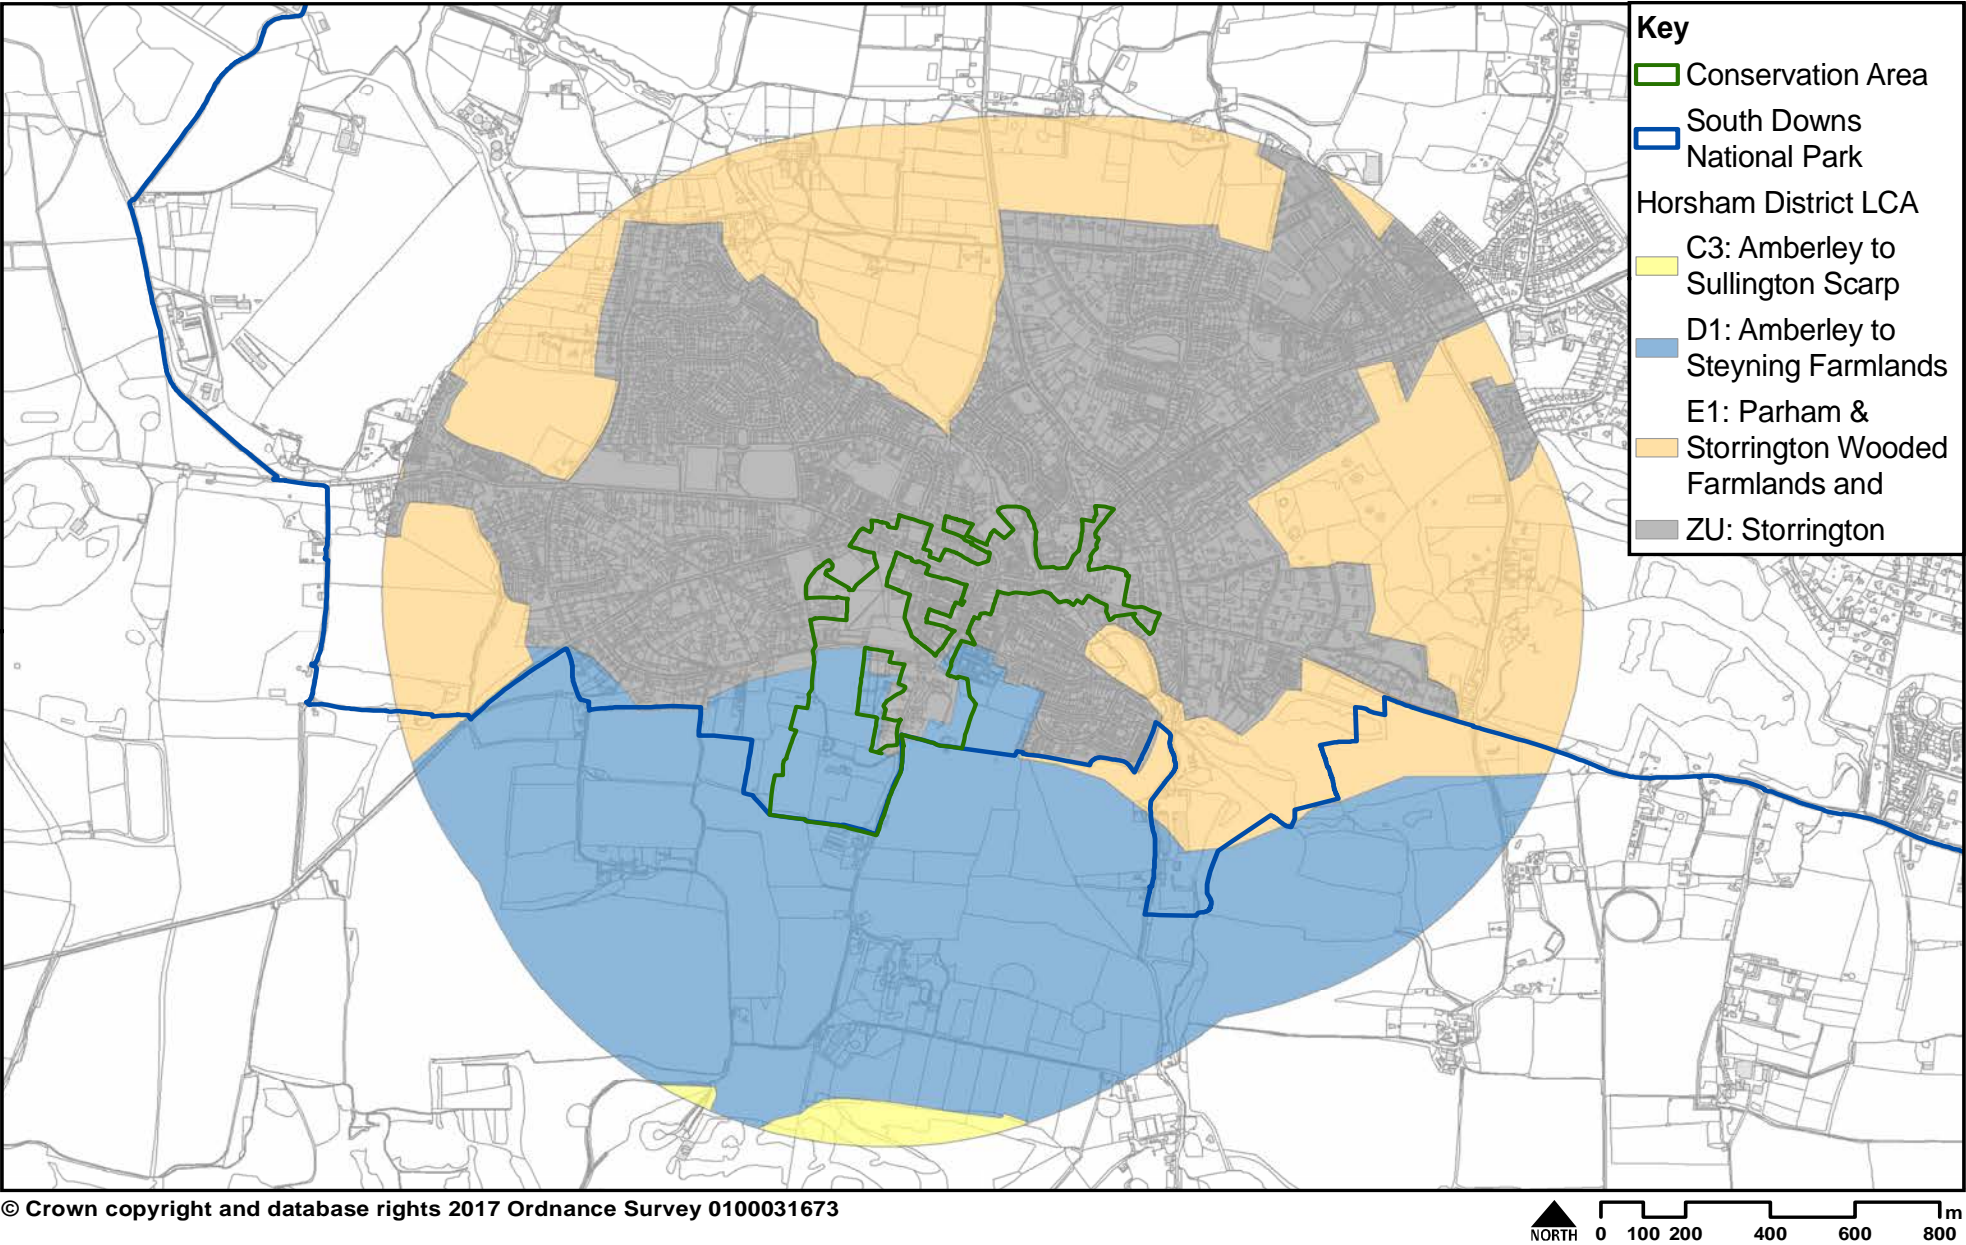 Key
Conservation Area
South Downs
National Park
Horsham District LCA
C3: Amberley to
Sullington Scarp
D1: Amberley to
Steyning Farmlands
E1: Parham &
Storrington Wooded
Farmlands and
ZU: Storrington
© Crown copyright and database rights 2017 Ordnance Survey 0100031673
NORTH
m
0 100 200 400 600 800